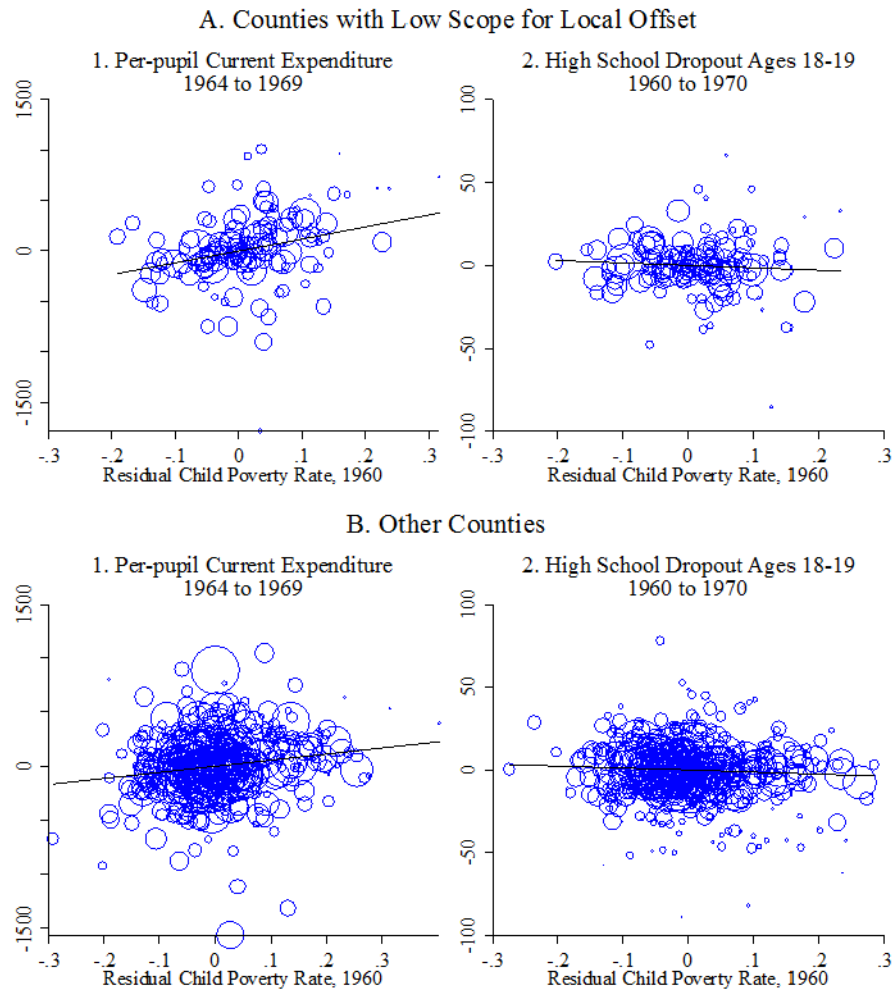 A. Counties with Low Scope for Local Offset
1. Per-pupil Current Expenditure
1964 to 1969
1500
0
-1500
-.3 -.2 -.1 0 .1 .2 .3
Residual Child Poverty Rate, 1960
2. High School Dropout Ages 18-19
1960 to 1970
100
50
0
-50
-100
-.3 -.2 -.1 0 .1 .2 .3
Residual Child Poverty Rate, 1960
B. Other Counties
1. Per-pupil Current Expenditure
1964 to 1969
1500
0
-1500
-.3 -.2 -.1 0 .1 .2 .3 .4
Residual Child Poverty Rate, 1960
2. High School Dropout Ages 18-19
1960 to 1970
100
50
0
-50
-100
-.3 -.2 -.1 0 .1 .2 .3
Residual Child Poverty Rate, 1960